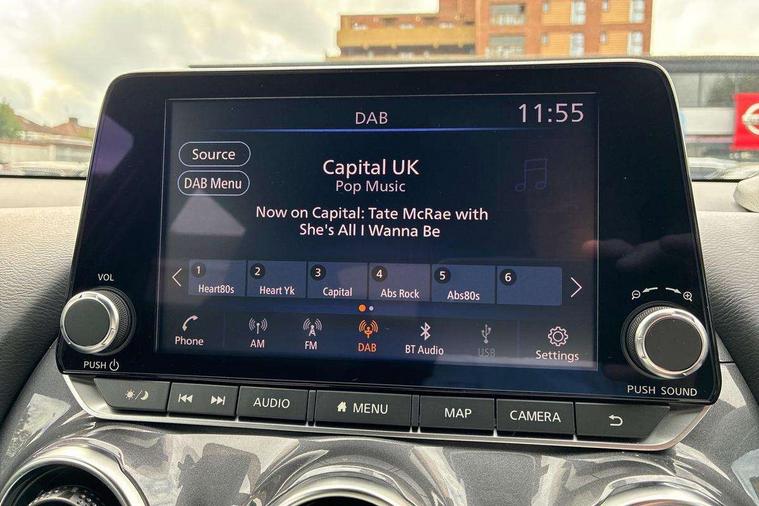 DAB
11:55
Source
DAB Menu
Capital UK
Pop Music
Now on Capital: Tate McRae with
She's All I Wanna Be
1
Heart80s
2
Heart Yk
3
Capital
4
Abs Rock
5
Abs80s
6
Phone
AM
FM
DAB
BT Audio
USB
Settings
VOL
PUSH
PUSH SOUND
AUDIO
MENU
MAP
CAMERA